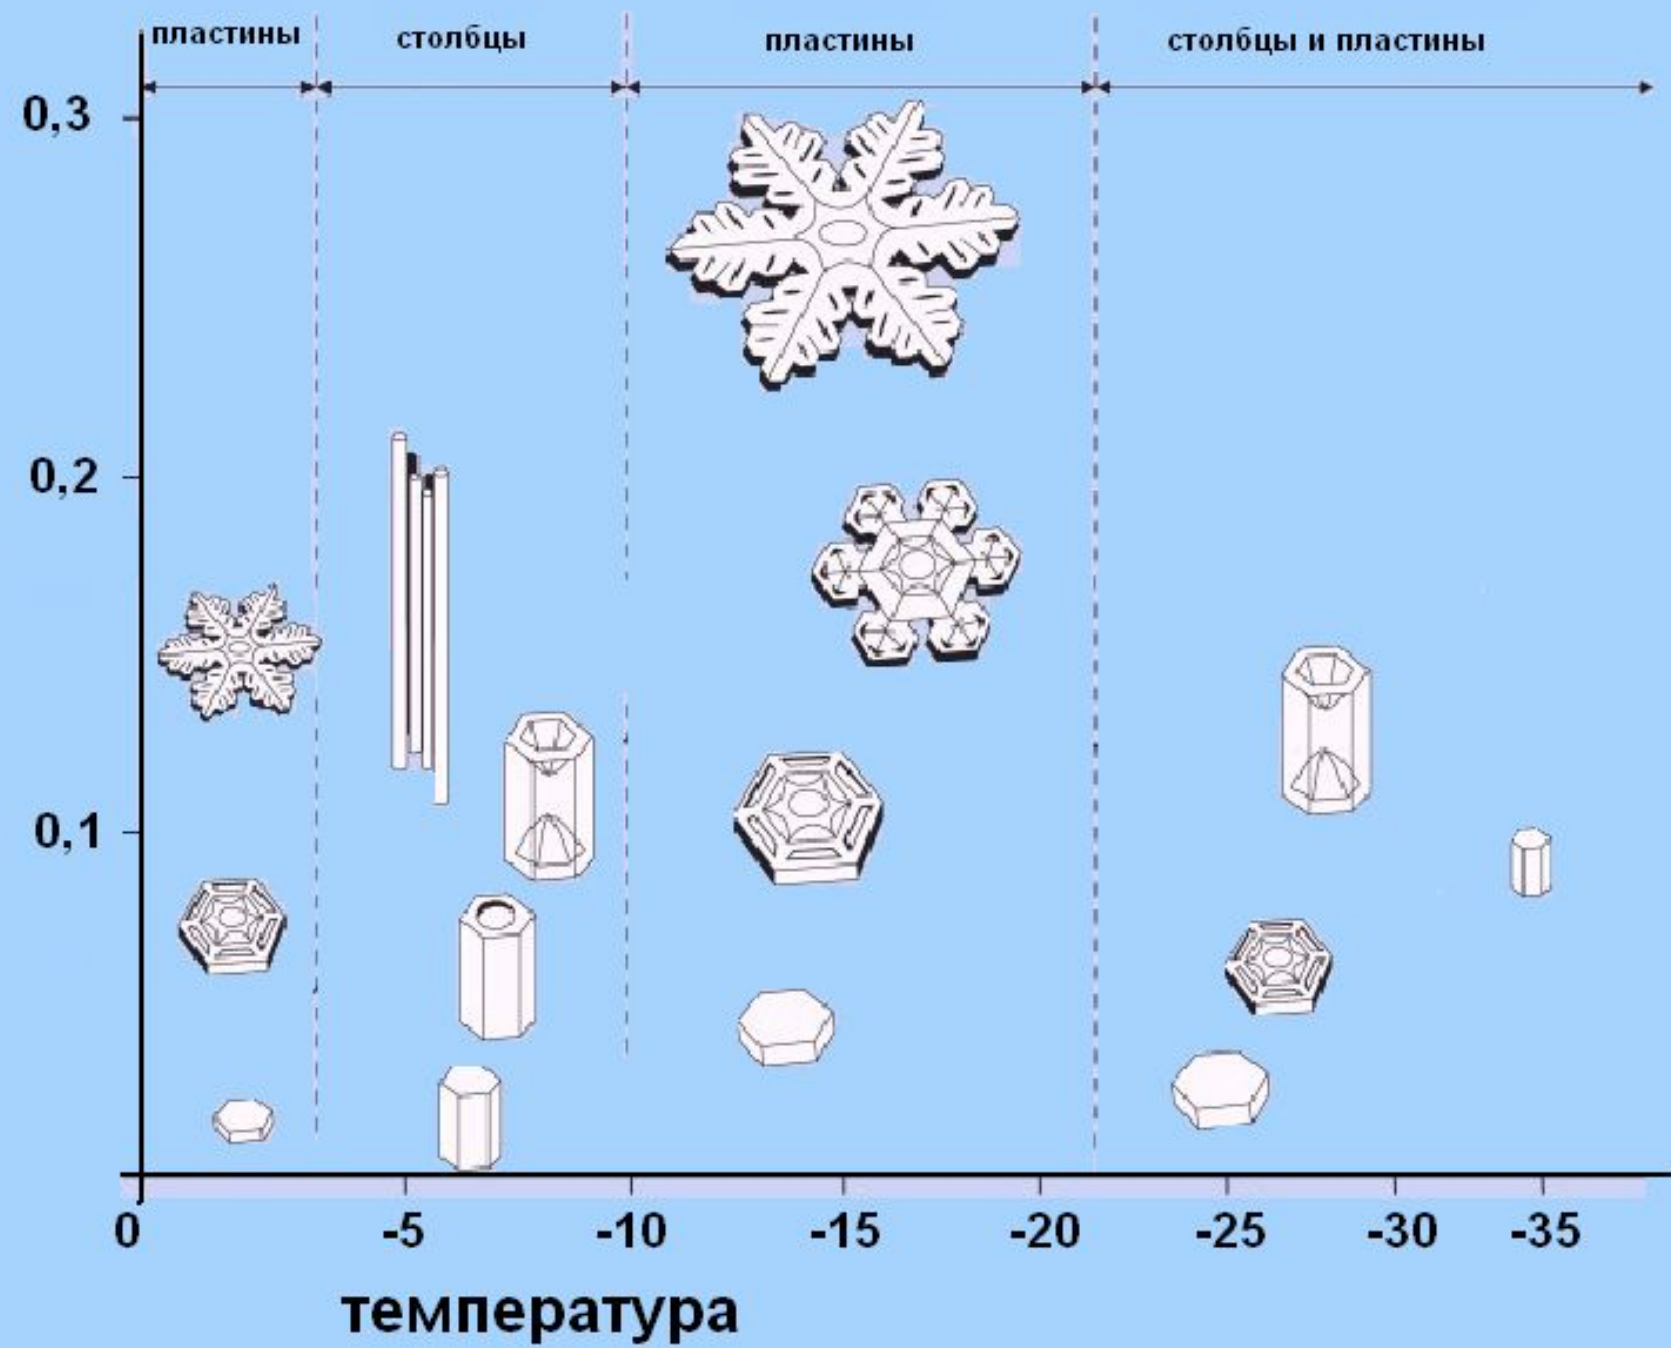 пластины
столбцы
пластины
столбцы и пластины
0,3
0,2
0,1
0 -5 -10 -15 -20 -25 -30 -35
температура